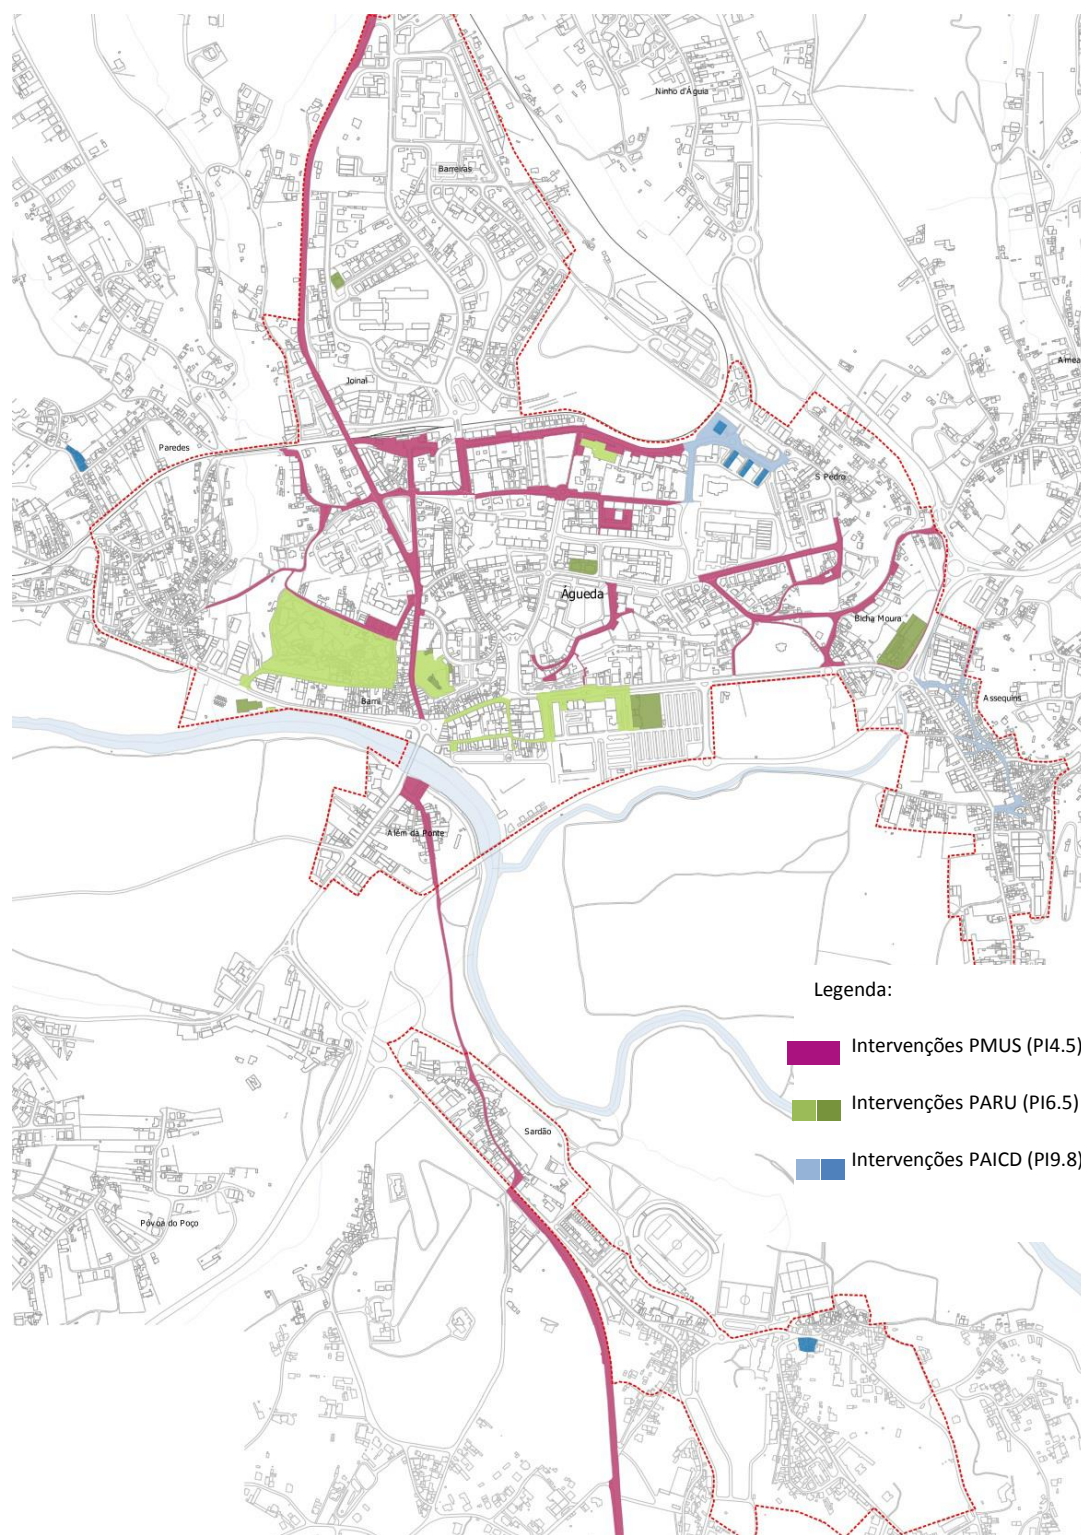 Ninho d'Águia
Barreiras
Joinal
Paredes
S Pedro
Águeda
Bicha Moura
Assequins
Barril
Além da Ponte
Legenda:
Intervenções PMUS (PI4.5)
Intervenções PARU (PI6.5)
Intervenções PAICD (PI9.8)
Sardão
Póvoa do Poço